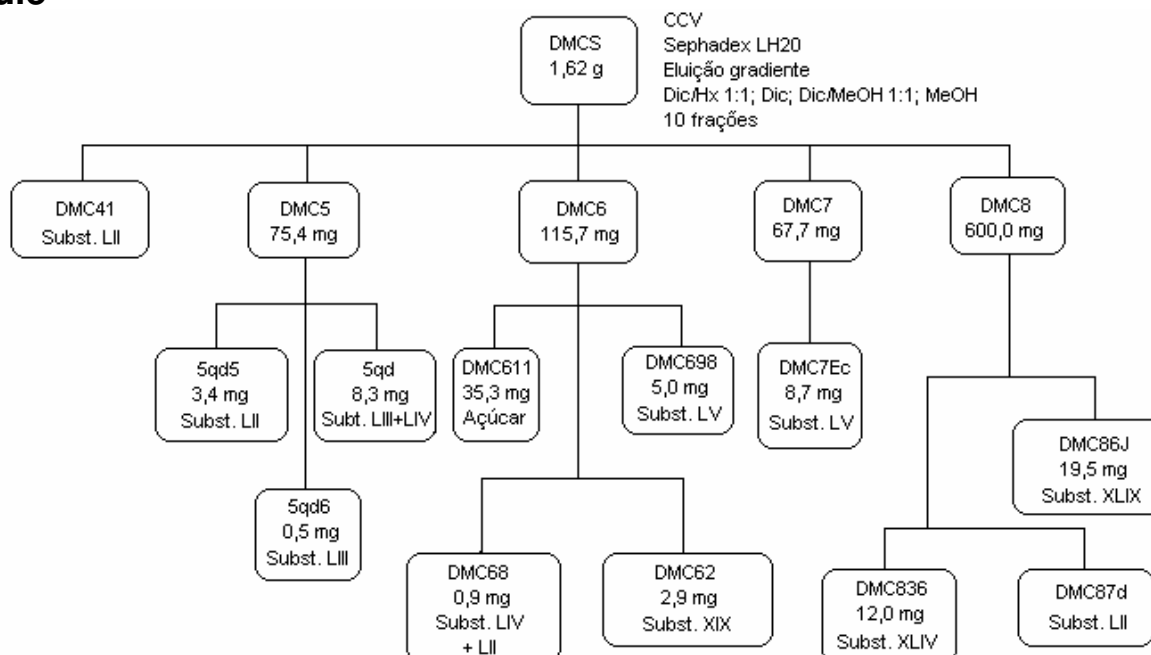 DMCS
1,62 g
CCV
Sephadex LH20
Eluição gradiente
Dic/Hx 1:1; Dic; Dic/MeOH 1:1; MeOH
10 frações
DMC41
Subst. LII
DMC5
75,4 mg
DMC6
115,7 mg
DMC7
67,7 mg
DMC8
600,0 mg
5qd5
3,4 mg
Subst. LII
5qd
8,3 mg
Subt. LIII+LIV
DMC611
35,3 mg
Açúcar
DMC698
5,0 mg
Subst. LV
DMC7Ec
8,7 mg
Subst. LV
DMC86J
19,5 mg
Subst. XLIX
5qd6
0,5 mg
Subst. LIII
DMC68
0,9 mg
Subst. LIV
+ LII
DMC62
2,9 mg
Subst. XIX
DMC836
12,0 mg
Subst. XLIV
DMC87d
Subst. LII